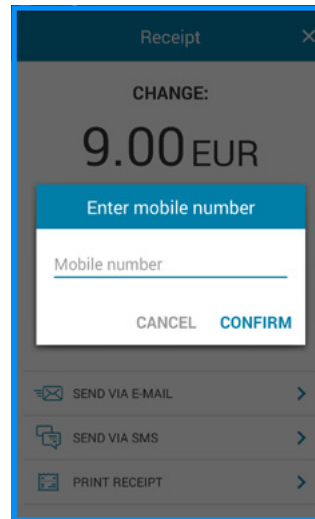 Receipt ×
CHANGE:
9.00 EUR
Enter mobile number
Mobile number
CANCEL CONFIRM
SEND VIA E-MAIL
SEND VIA SMS
PRINT RECEIPT